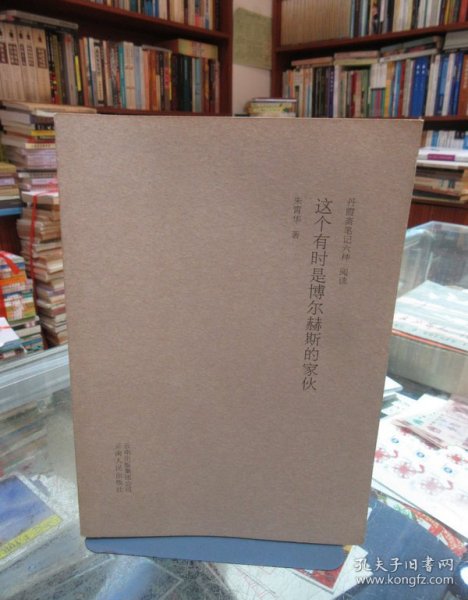 丹霞斋笔记六种 阅读
这个有时是博尔赫斯的家伙
朱霄华 著
云南出版集团公司
云南人民出版社
孔夫子旧书网
www.kongfz.com